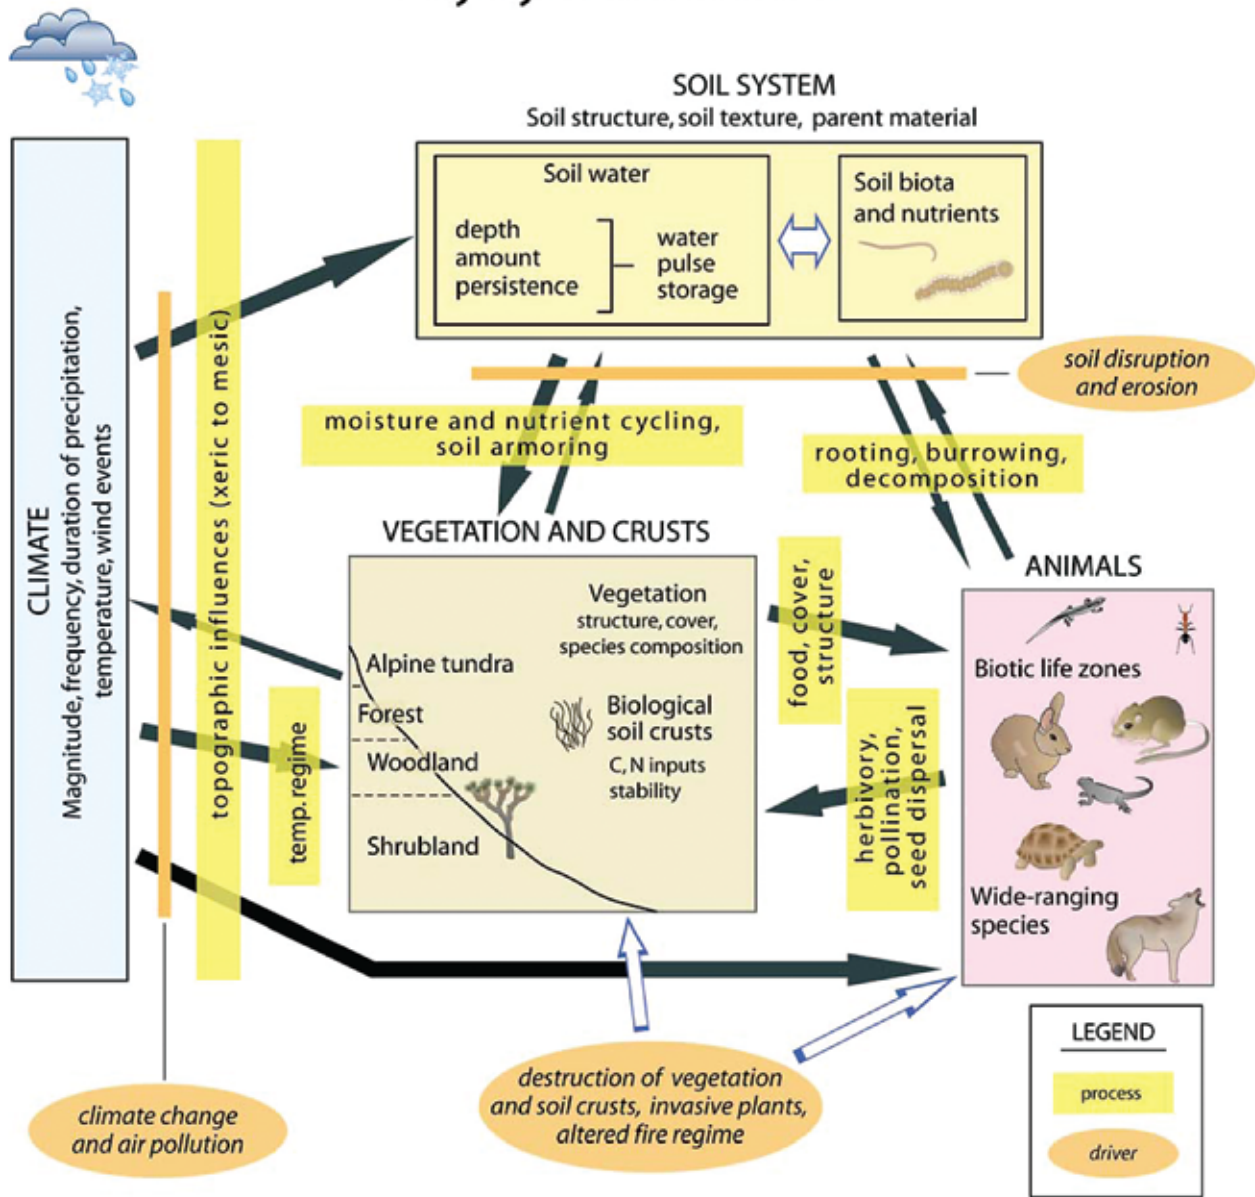 SOIL SYSTEM
Soil structure, soil texture, parent material
Soil water
depth
amount
persistence
water
pulse
storage
Soil biota
and nutrients
soil disruption
and erosion
moisture and nutrient cycling,
soil armoring
rooting, burrowing,
decomposition
CLIMATE
Magnitude, frequency, duration of precipitation,
temperature, wind events
topographic influences (xeric to mesic)
temp. regime
VEGETATION AND CRUSTS
Vegetation
structure, cover,
species composition
Alpine tundra
Forest
Woodland
Shrubland
Biological
soil crusts
C, N inputs
stability
food, cover,
structure
herbivory,
pollination,
seed dispersal
ANIMALS
Biotic life zones
Wide-ranging
species
climate change
and air pollution
destruction of vegetation
and soil crusts, invasive plants,
altered fire regime
LEGEND
process
driver